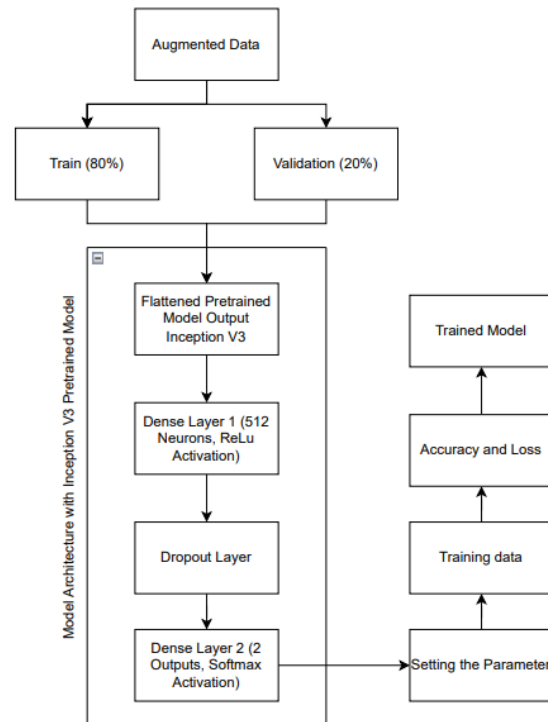 Augmented Data
Train (80%)
Validation (20%)
Model Architecture with Inception V3 Pretrained Model
Flattened Pretrained
Model Output
Inception V3
Dense Layer 1 (512
Neurons, ReLu
Activation)
Dropout Layer
Dense Layer 2 (2
Outputs, Softmax
Activation)
Setting the Parameter
Training data
Accuracy and Loss
Trained Model